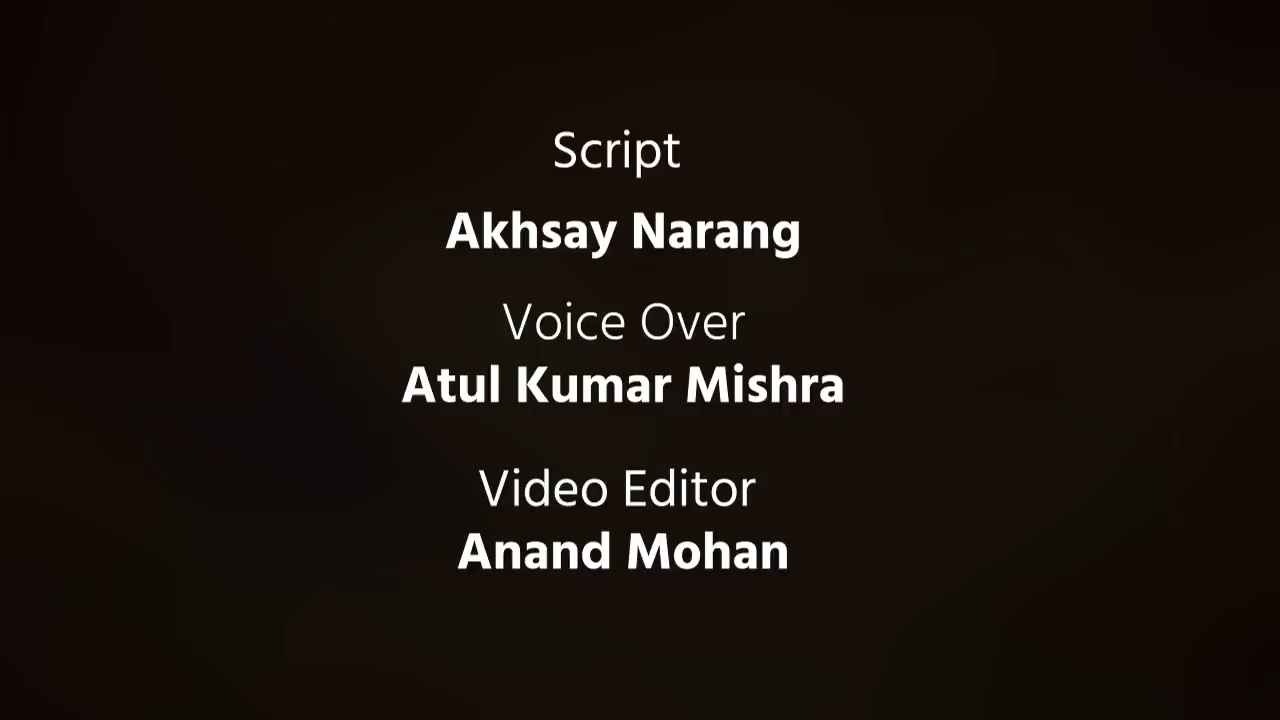 Script
Akhsay Narang
Voice Over
Atul Kumar Mishra
Video Editor
Anand Mohan